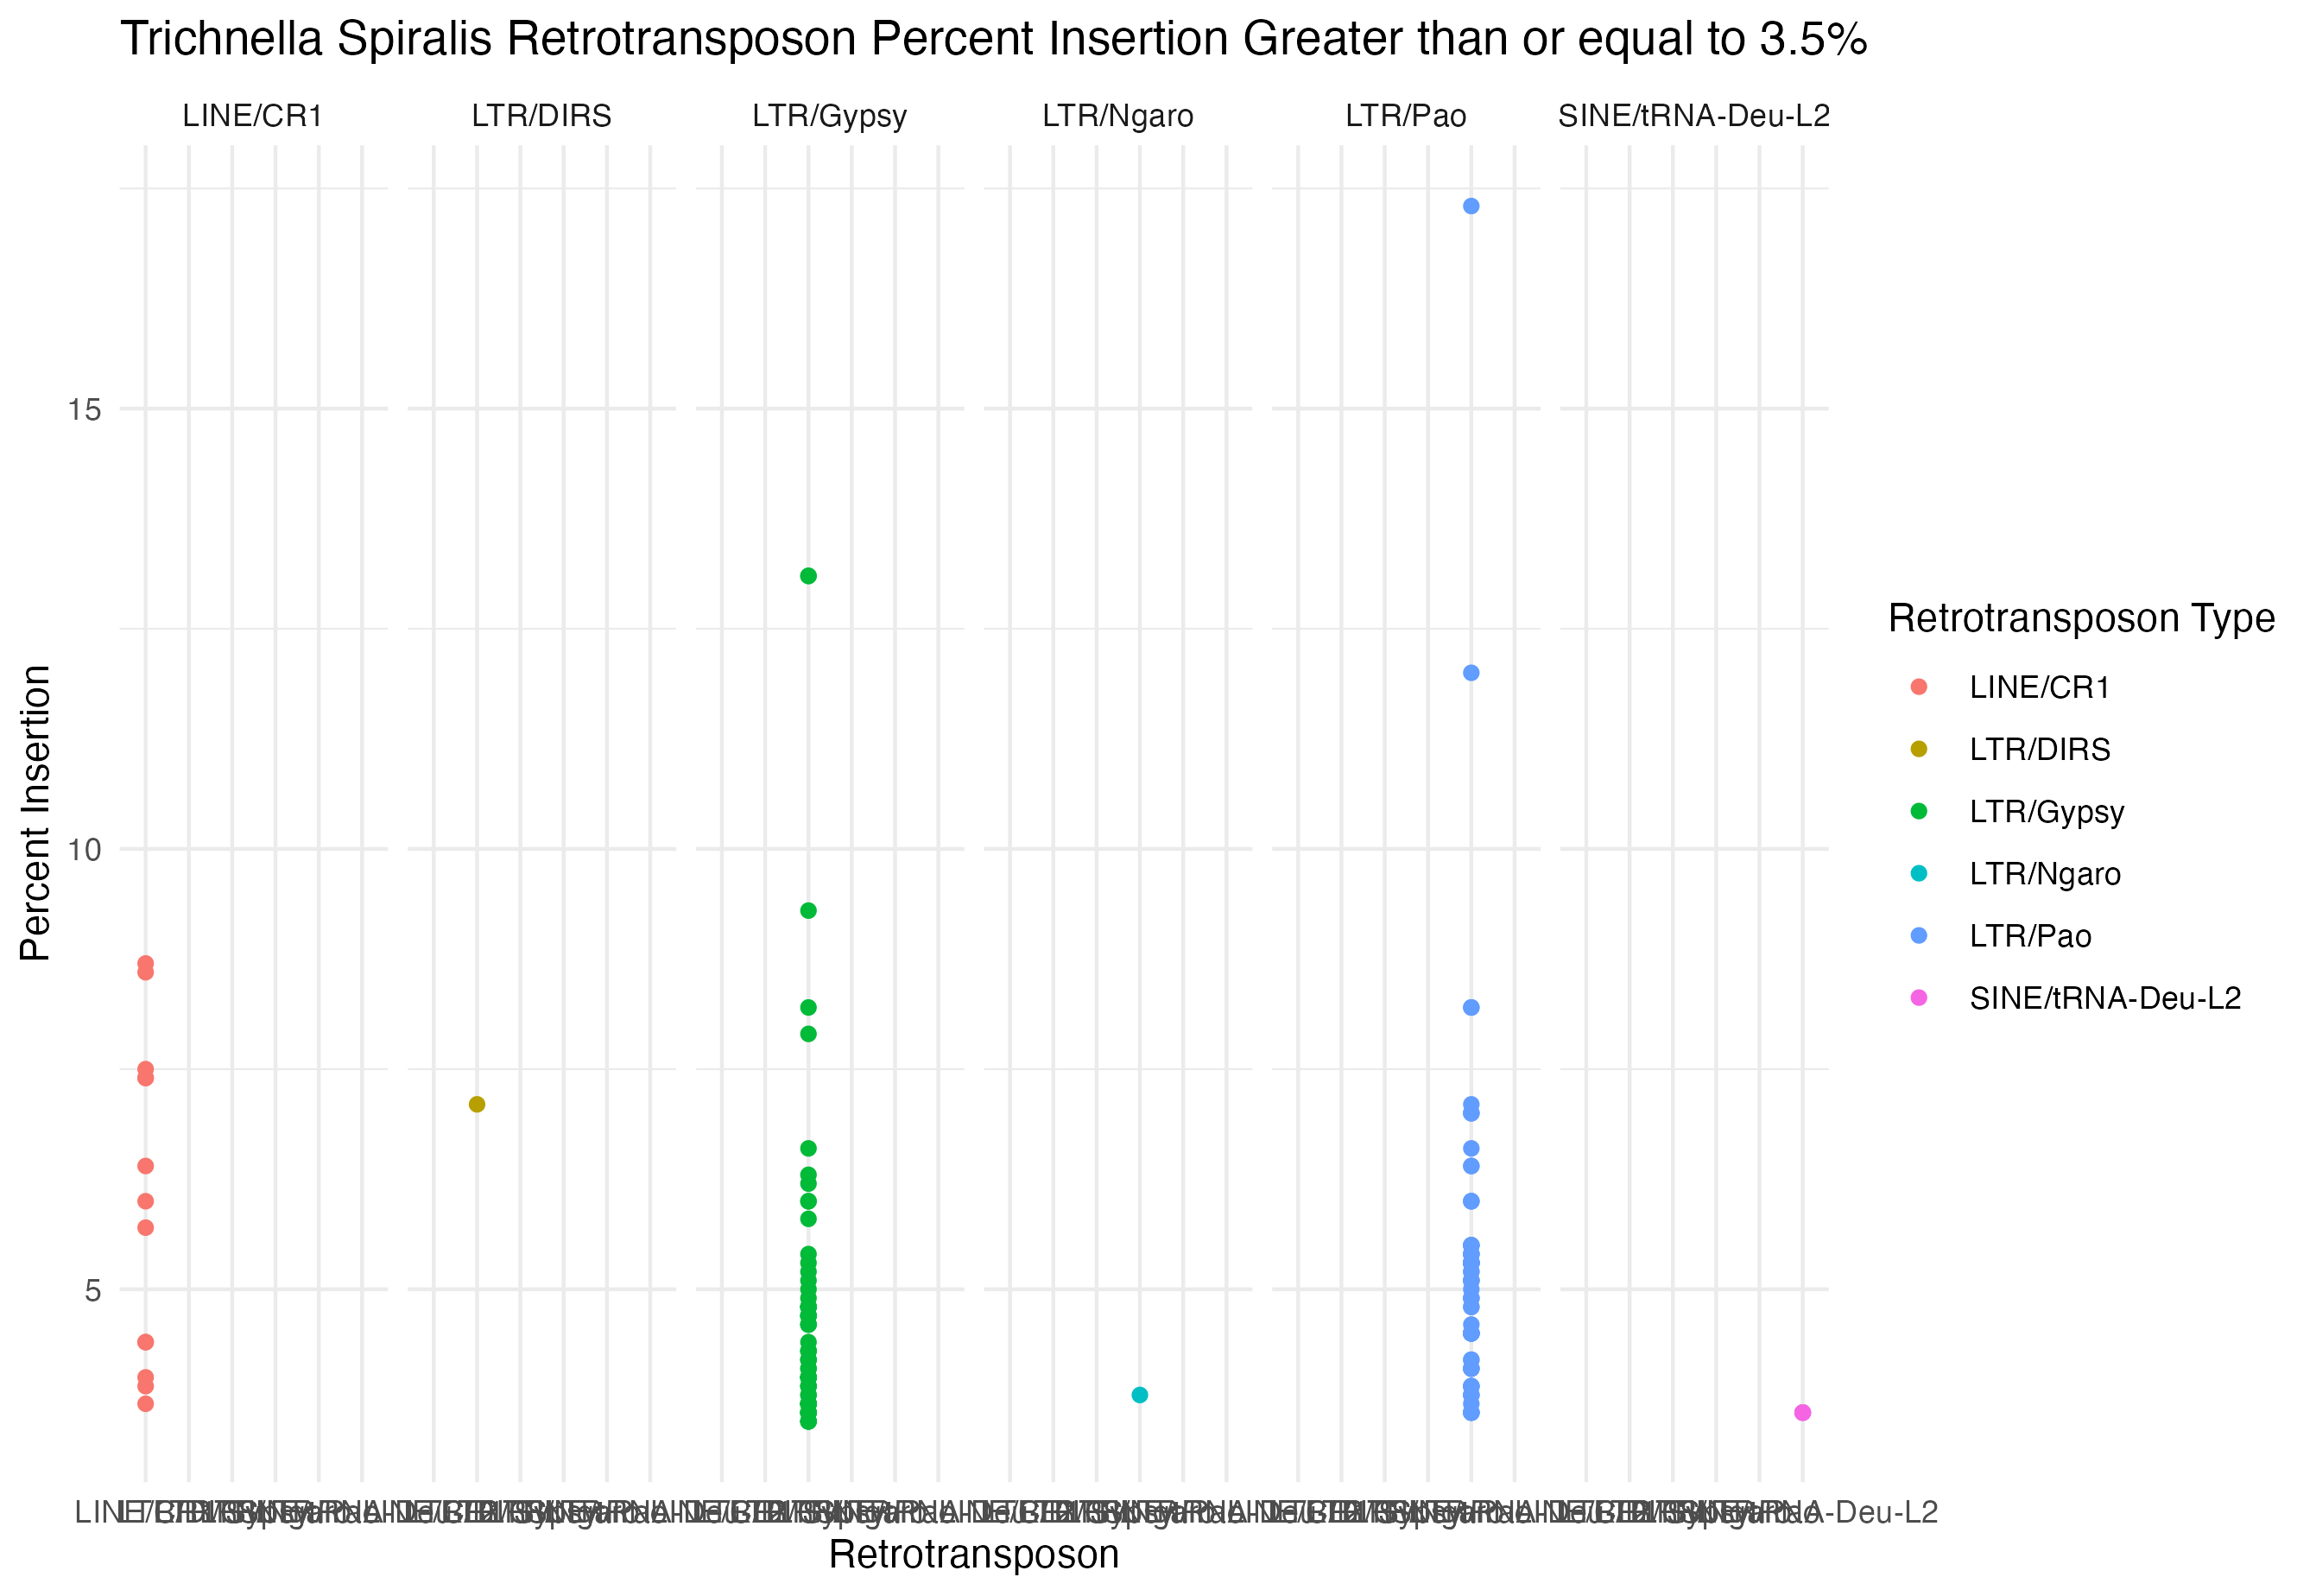 Trichnella Spiralis Retrotransposon Percent Insertion Greater than or equal to 3.5%
LINE/CR1 LTR/DIRS LTR/Gypsy LTR/Ngaro LTR/Pao SINE/tRNA-Deu-L2
15
10
5
Percent Insertion
Retrotransposon
Retrotransposon Type
LINE/CR1
LTR/DIRS
LTR/Gypsy
LTR/Ngaro
LTR/Pao
SINE/tRNA-Deu-L2